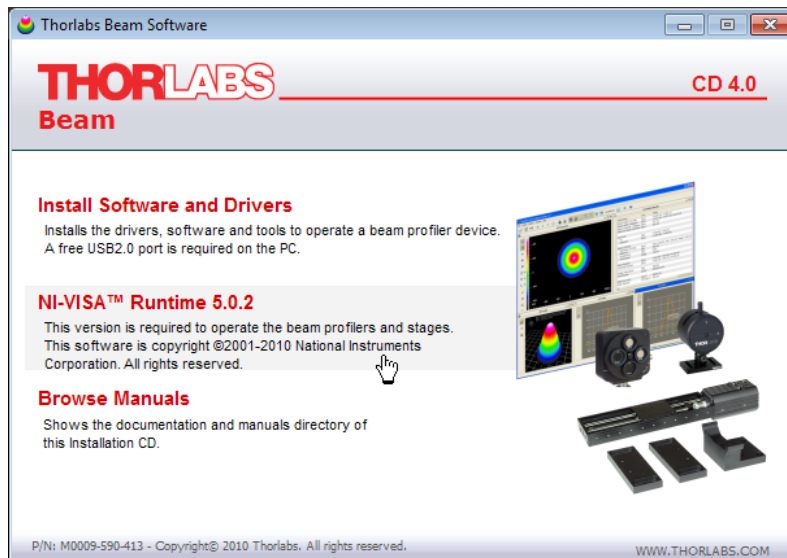 Thorlabs Beam Software
THORLABS
CD 4.0
Beam
Install Software and Drivers
Installs the drivers, software and tools to operate a beam profiler device.
A free USB2.0 port is required on the PC.
NI-VISA™ Runtime 5.0.2
This version is required to operate the beam profilers and stages.
This software is copyright ©2001-2010 National Instruments
Corporation. All rights reserved.
Browse Manuals
Shows the documentation and manuals directory of
this Installation CD.
P/N: M0009-590-413 - Copyright© 2010 Thorlabs. All rights reserved.
WWW.THORLABS.COM